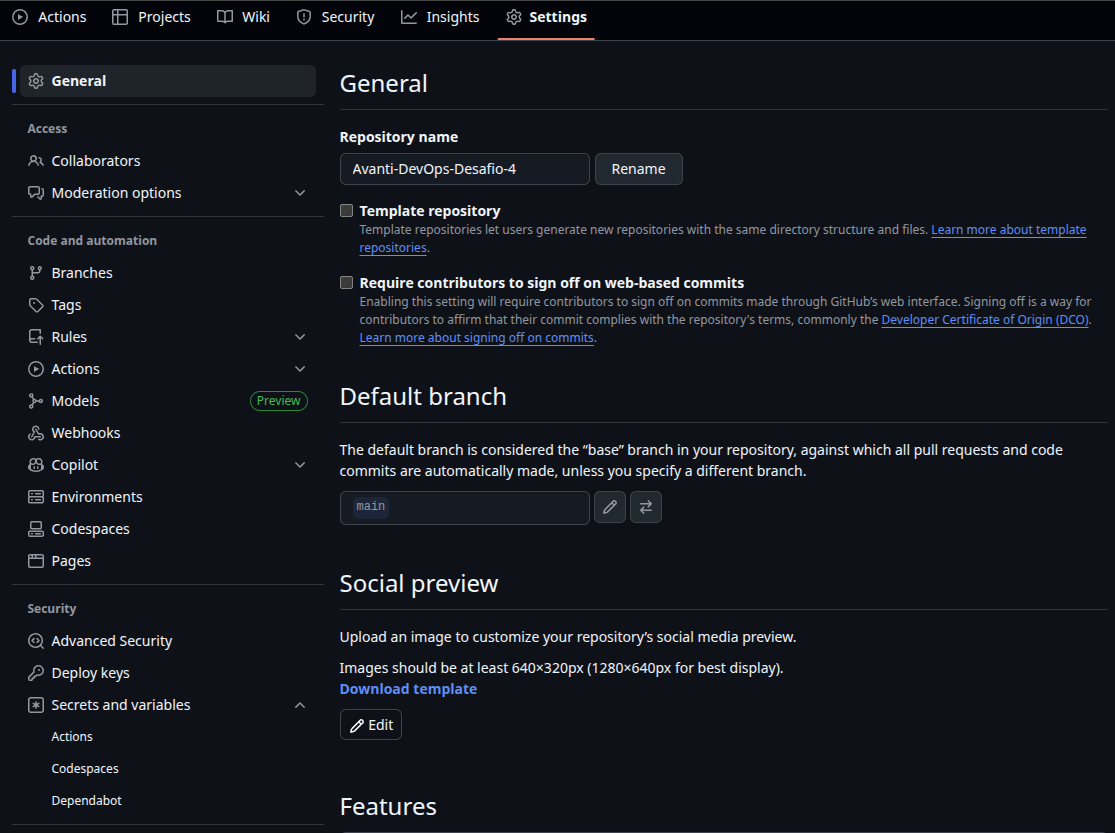 Actions Projects Wiki Security Insights Settings
General
Access
Collaborators
Moderation options
Code and automation
Branches
Tags
Rules
Actions
Models Preview
Webhooks
Copilot
Environments
Codespaces
Pages
Security
Advanced Security
Deploy keys
Secrets and variables
Actions
Codespaces
Dependabot
General
Repository name
Avanti-DevOps-Desafio-4 Rename
Template repository
Template repositories let users generate new repositories with the same directory structure and files. Learn more about template
repositories.
Require contributors to sign off on web-based commits
Enabling this setting will require contributors to sign off on commits made through GitHub's web interface. Signing off is a way for
contributors to affirm that their commit complies with the repository's terms, commonly the Developer Certificate of Origin (DCO).
Learn more about signing off on commits.
Default branch
The default branch is considered the “base” branch in your repository, against which all pull requests and code
commits are automatically made, unless you specify a different branch.
main
Social preview
Upload an image to customize your repository's social media preview.
Images should be at least 640×320px (1280×640px for best display).
Download template
Edit
Features